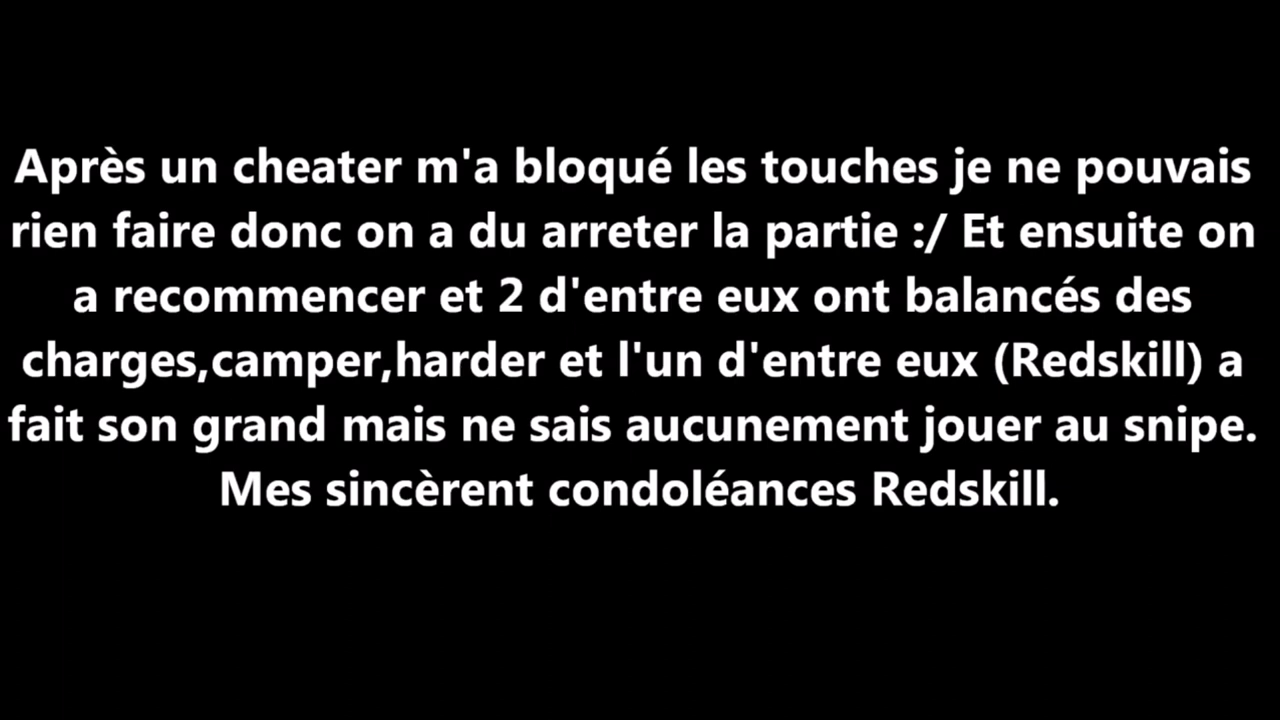 Après un cheater m'a bloqué les touches je ne pouvais
rien faire donc on a du arreter la partie :/ Et ensuite on
a recommencer et 2 d'entre eux ont balancés des
charges,camper,harder et l'un d'entre eux (Redskill) a
fait son grand mais ne sais aucunement jouer au snipe.
Mes sincèrent condoléances Redskill.